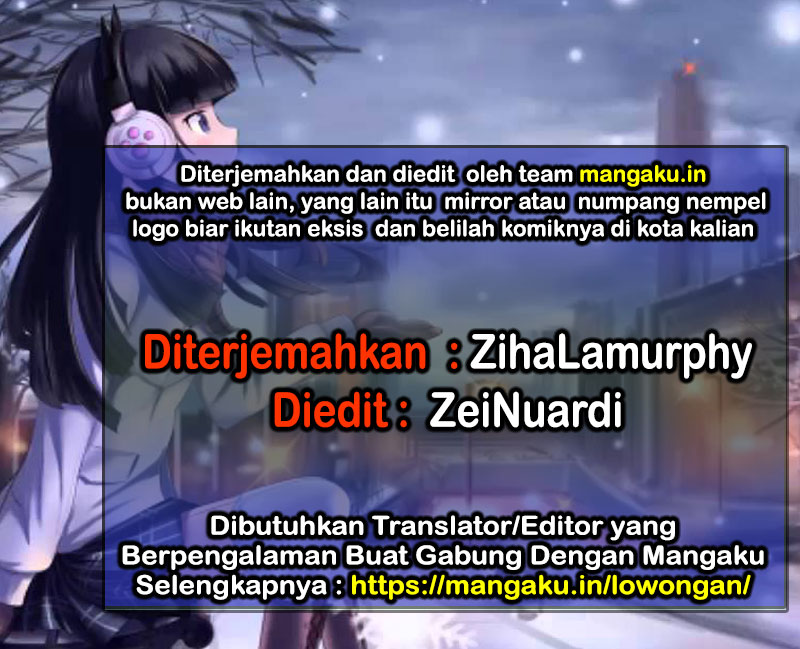 Diterjemahkan dan diedit oleh team mangaku.in
bukan web lain, yang lain itu mirror atau numpang nempel
logo biar ikutan eksis dan belilah komiknya di kota kalian
Diterjemahkan : ZihaLamurphy
Diedit : ZeiNuardi
Dibutuhkan Translator/Editor yang
Berpengalaman Buat Gabung Dengan Mangaku
Selengkapnya : https://mangaku.in/lowongan/